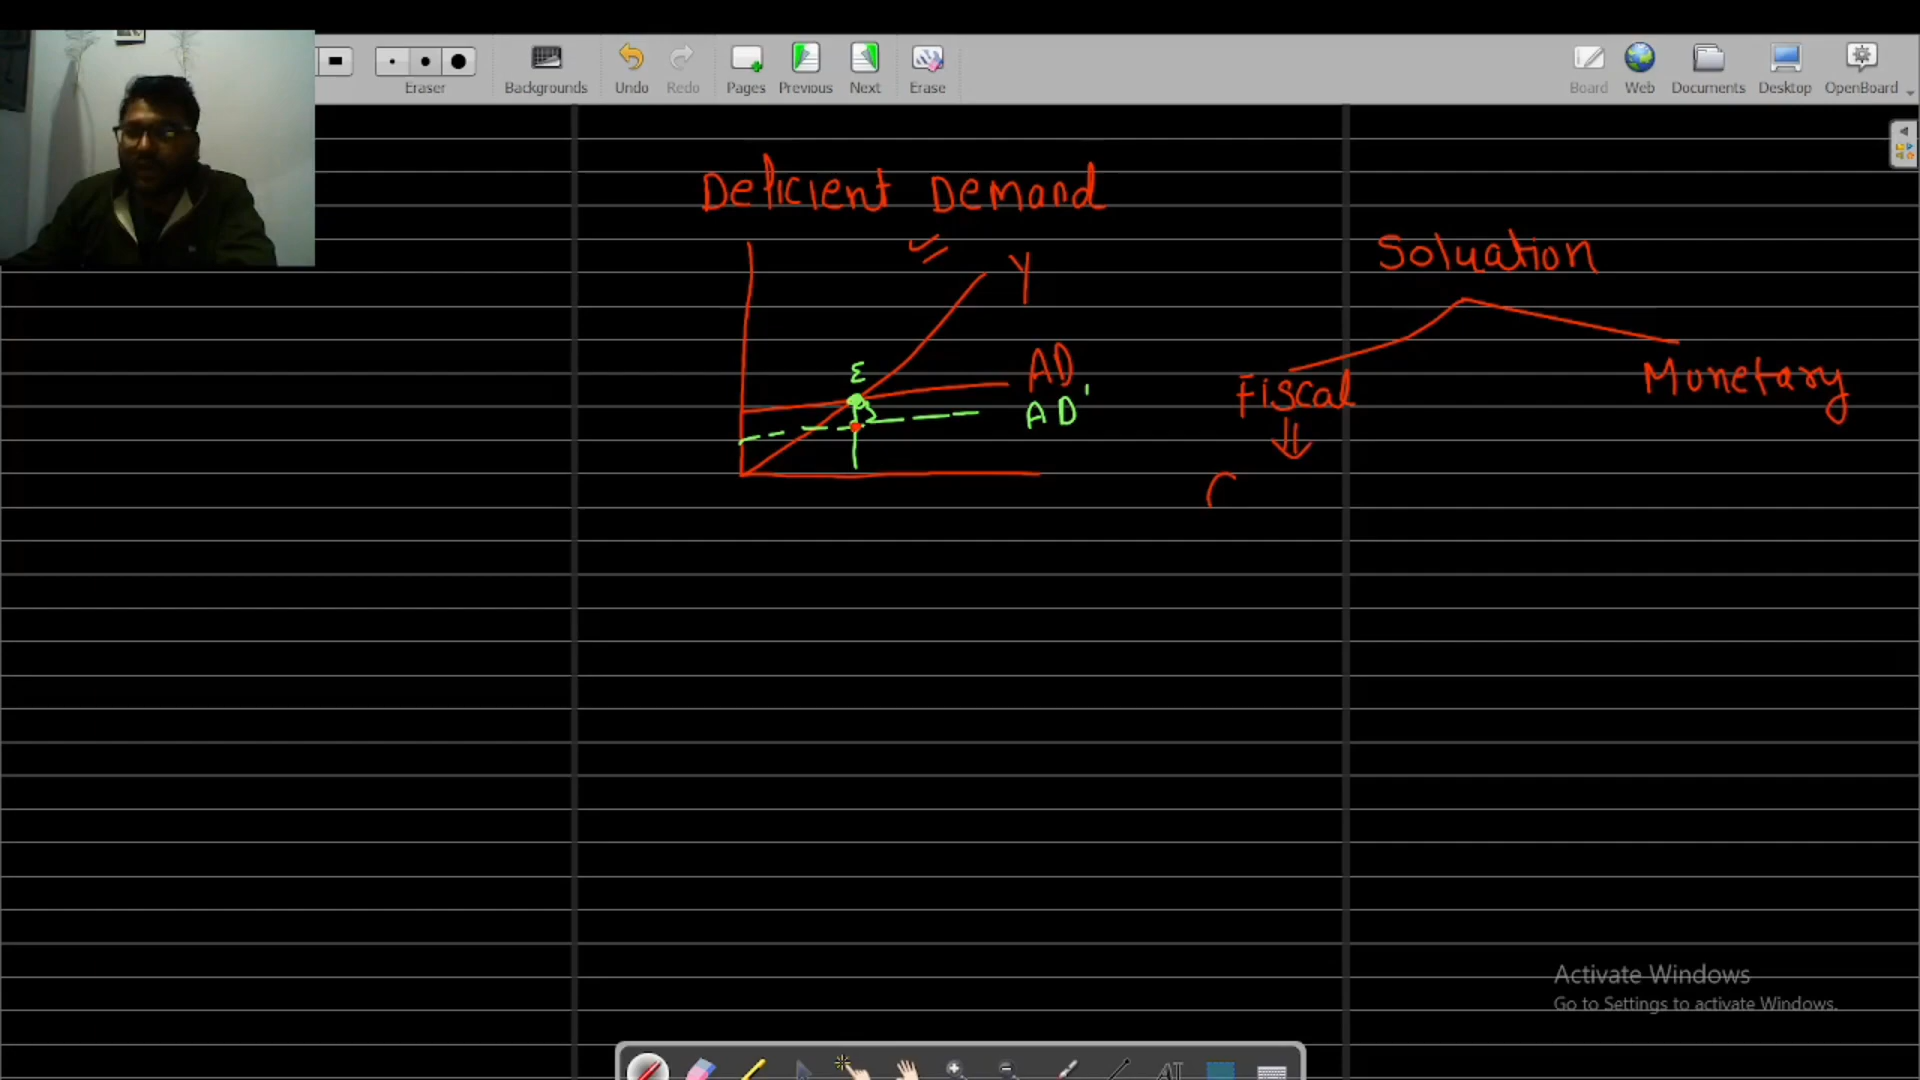 Eraser
Backgrounds
Undo
Redo
Pages
Previous
Next
Erase
Board
Web
Documents
Desktop
OpenBoard
Deficient Demand
Soluation
Y
E
AD
AD'
Fiscal
Monetary
Activate Windows
Go to Settings to activate Windows.